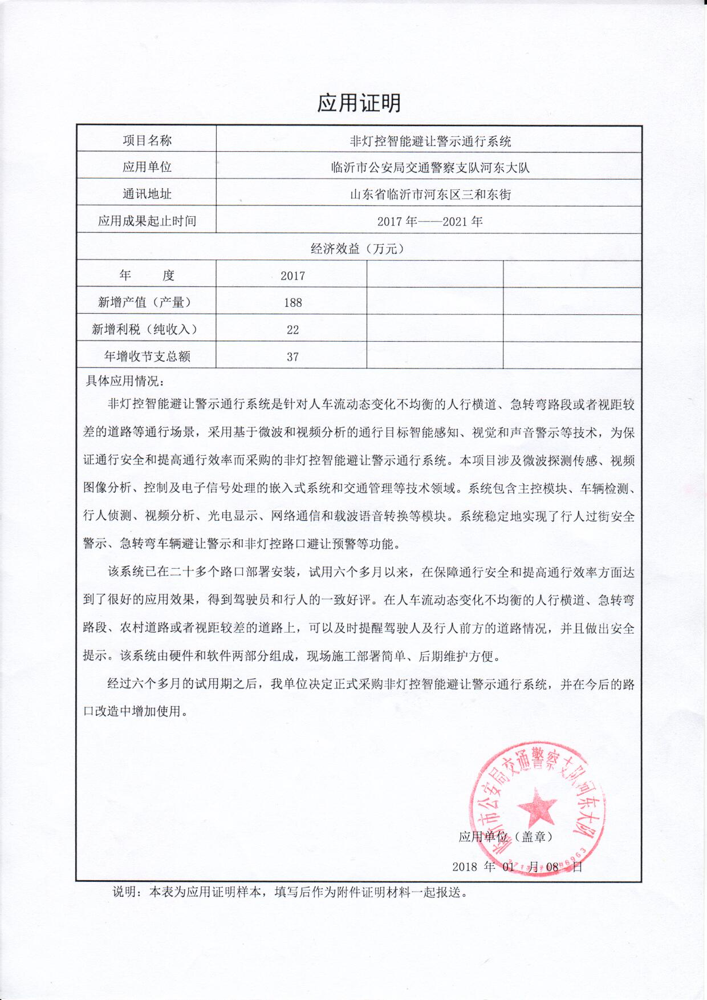 应用证明
项目名称 非灯控智能避让警示通行系统
应用单位 临沂市公安局交通警察支队河东大队
通讯地址 山东省临沂市河东区三和东街
应用成果起止时间 2017 年——2021 年
经济效益（万元）
年 度 2017
新增产值（产量） 188
新增利税（纯收入） 22
年增收节支总额 37
具体应用情况：
非灯控智能避让警示通行系统是针对人车流动态变化不均衡的人行横道、急转弯路段或者视距较
差的道路等通行场景，采用基于微波和视频分析的通行目标智能感知、视觉和声音警示等技术，为保
证通行安全和提高通行效率而采购的非灯控智能避让警示通行系统。本项目涉及微波探测传感、视频
图像分析、控制及电子信号处理的嵌入式系统和交通管理等技术领域。系统包含主控模块、车辆检测、
行人侦测、视频分析、光电显示、网络通信和载波语音转换等模块。系统稳定地实现了行人过街安全
警示、急转弯车辆避让警示和非灯控路口避让预警等功能。
该系统已在二十多个路口部署安装，试用六个多月以来，在保障通行安全和提高通行效率方面达
到了很好的应用效果，得到驾驶员和行人的一致好评。在人车流动态变化不均衡的人行横道、急转弯
路段、农村道路或者视距较差的道路上，可以及时提醒驾驶人及行人前方的道路情况，并且做出安全
提示。该系统由硬件和软件两部分组成，现场施工部署简单、后期维护方便。
经过六个多月的试用期之后，我单位决定正式采购非灯控智能避让警示通行系统，并在今后的路
口改造中增加使用。
临沂市公安局交通警察支队河东大队
应用单位（盖章）
2018 年 01 月 08 日
说明：本表为应用证明样本，填写后作为附件证明材料一起报送。